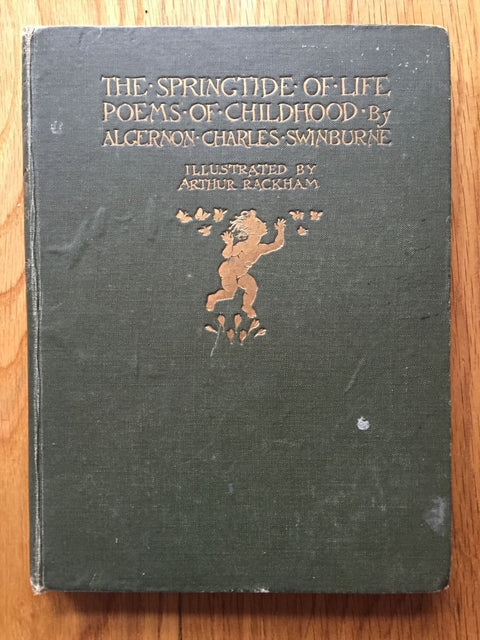 THE·SPRINGTIDE·OF·LIFE
POEMS·OF·CHILDHOOD·By
ALGERNON·CHARLES·SWINBURNE
ILLUSTRATED BY
ARTHUR RACKHAM